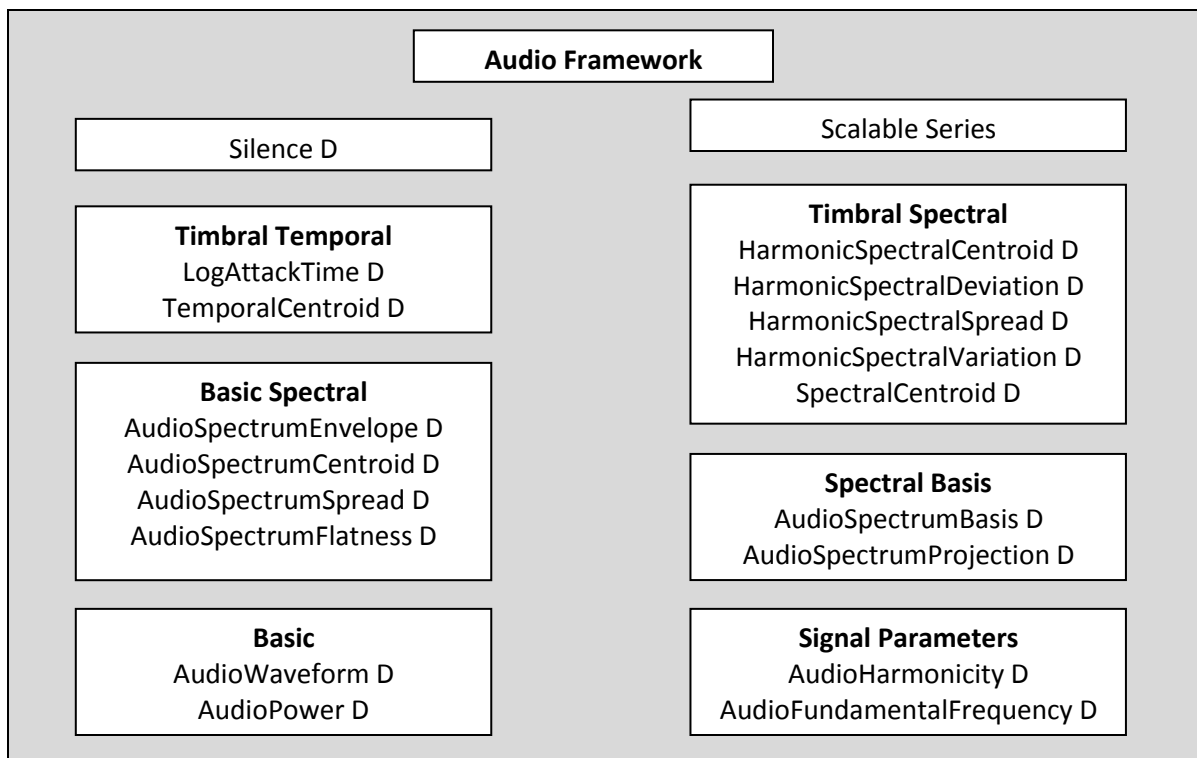 Audio Framework
Silence D
Timbral Temporal
LogAttackTime D
TemporalCentroid D
Basic Spectral
AudioSpectrumEnvelope D
AudioSpectrumCentroid D
AudioSpectrumSpread D
AudioSpectrumFlatness D
Basic
AudioWaveform D
AudioPower D
Scalable Series
Timbral Spectral
HarmonicSpectralCentroid D
HarmonicSpectralDeviation D
HarmonicSpectralSpread D
HarmonicSpectralVariation D
SpectralCentroid D
Spectral Basis
AudioSpectrumBasis D
AudioSpectrumProjection D
Signal Parameters
AudioHarmonicity D
AudioFundamentalFrequency D